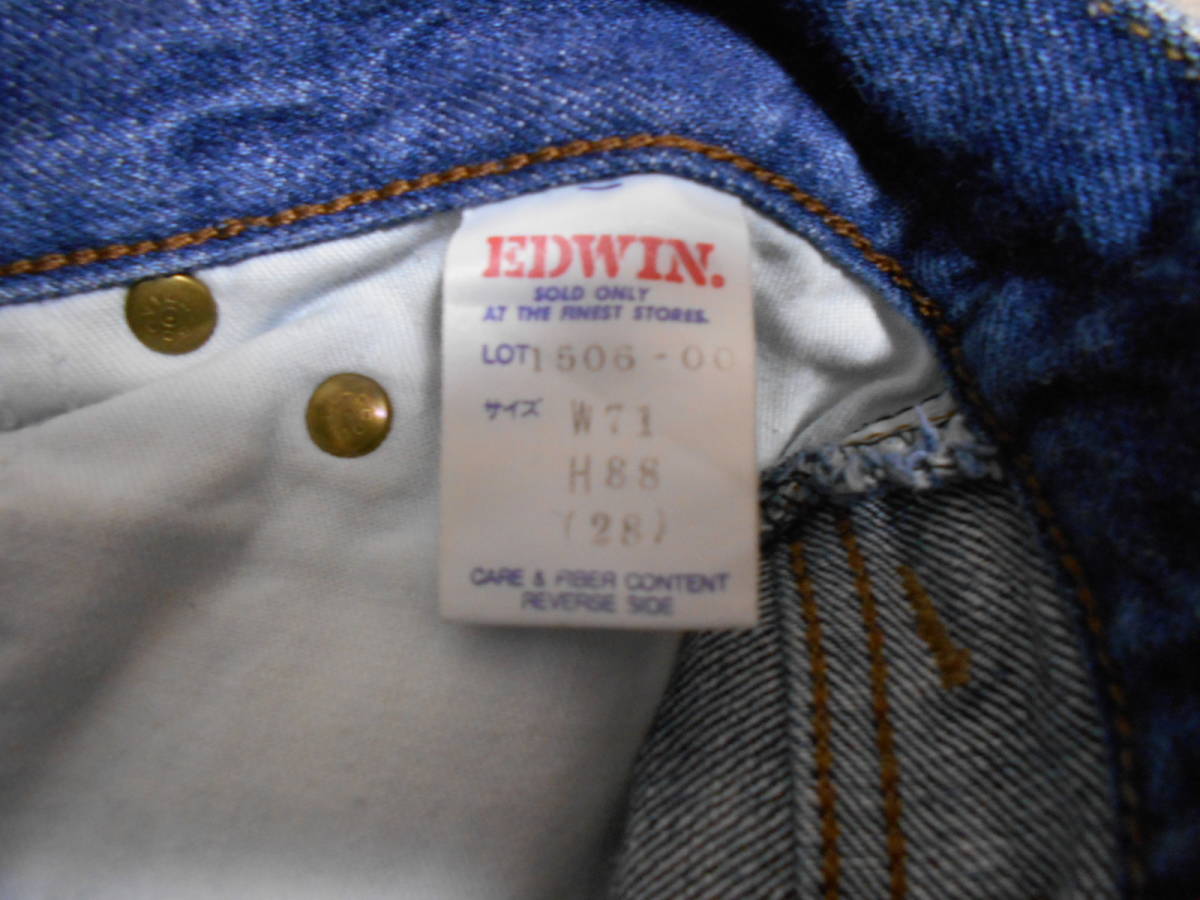 EDWIN.
SOLD ONLY
AT THE FINEST STORES.
LOT 1506-00
サイズ W71
H88
(28)
CARE & FIBER CONTENT
REVERSE SIDE